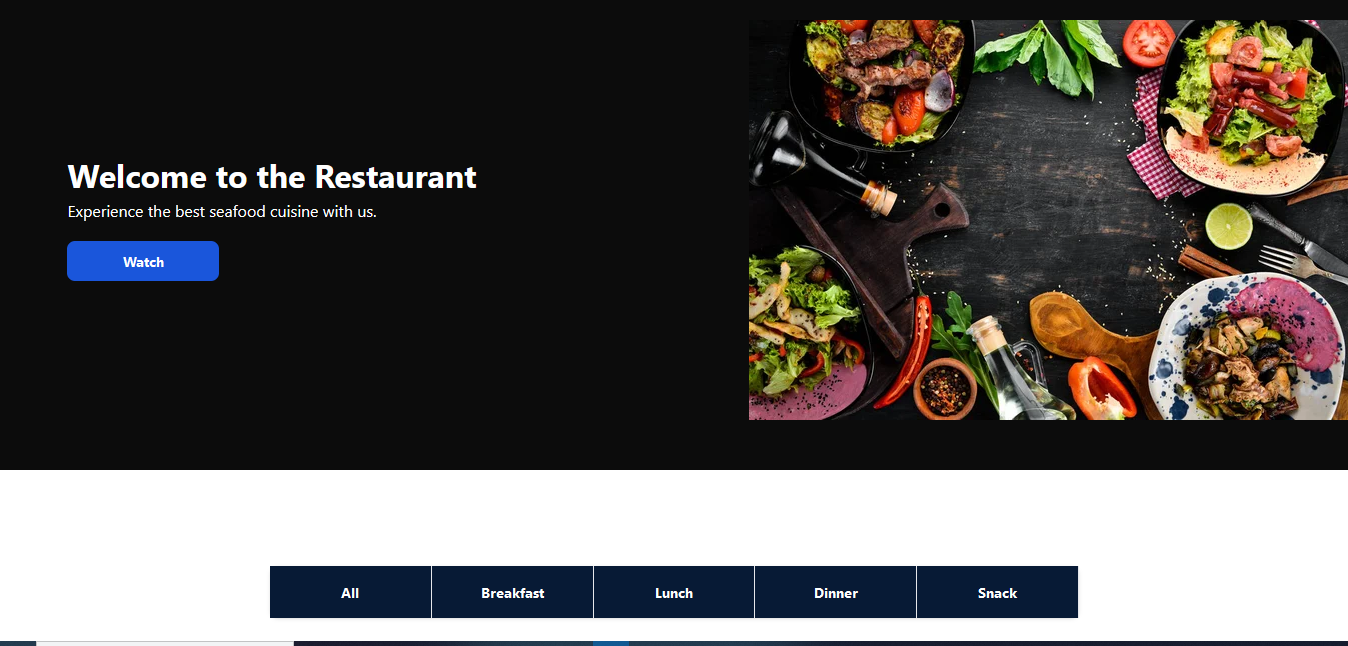 Welcome to the Restaurant
Experience the best seafood cuisine with us.
Watch
All
Breakfast
Lunch
Dinner
Snack